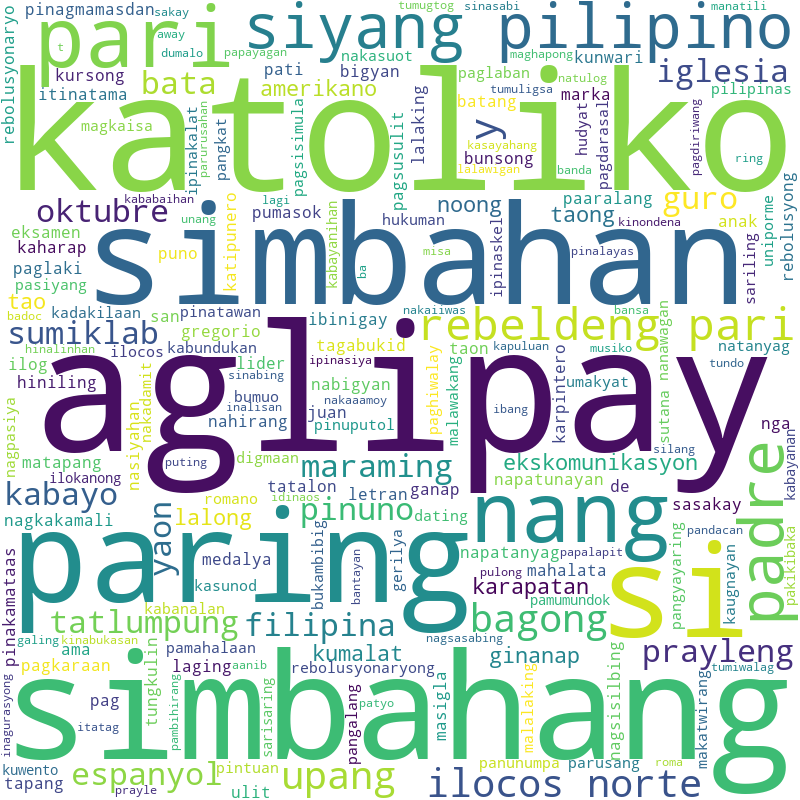 rebolusyonaryo
pinagmamasdan
sakay
away
tumugtog
sinasabi
manatili
pari
siyang
pilipino
t
dumalo
papayagan
maghapong
nakasuot
kunwari
kursong
itinatama
bata
pati
bigyan
amerikano
paglaban
natulog
iglesia
parurusahan
ipinakalat
pangkat
pagsisimula
pagsusulit
lalaking
batang
tumuligsa
marka
pilipinas
katoliko
magkaisa
y
kasayahang
lalawigan
bunsong
hudyat
banda
pagdarasala
pagdiriwang
ring
oktubre
kababaihan
unang
lagi
pumasok
hukuman
noong
paaralang
taong
guro
anak
kinondena
eksamen
kaharap
paglaki
pasiyang
simbahan
puno
katipunero
kabayanihan
ba
misa
ipinaskelo
pinalayas
sariling
uniporme
rebolusyong
tao
badoc
kadakilaan
san
pinatawan
ibinigay
nakaiiwas
bansa
rebeldeng pari
sumiklab
gregorio
tagabukid
hinalinhan
ilocos
kabundukan
ipinasiya
taon
kapuluan
musiko
natanyag
ilog
lider
sinabing
nabigyan
paghiwalay
malawakang
tundo
hiniling
nagpasiya
nasiyahan
nakadamit
bumuo
inalisan
nahirang
juan
nakaaamoy
pinuputol
ibang
karpintero
umakyat
sutana
nanawagan
silang
aglipay
matapang
ilokanong
puting
digmaan
maraming
ekskomunikasyon
nga
kabayanan
kabayo
idinaos
romano
tatalon
letran
ganap
napatunayan
de
sasakay
padre
nagkakamali
yaon
lalong
pinuno
dating
nang
pandacan
paring
medalya
bukambibig
bantayan
gerilya
napatanyag
papalapit
pulong
mahalata
si
kasunod
karapatan
kaugnayan
pangyayaring
pakikibaka
pinakamataas
kabanalan
pamumundok
tatlumpung
filipina
bagong
galing
kinabukasan
nagsasabing
ama
pamahalaan
kumalat
ginanap
prayleng
tumiwalag
pagkaraan
tungkulin
laging
aanib
rebolusyonaryong
inagurasyong
pag
itatag
pambihirang
sarisaring
pangalang
patyo
masigla
malalaking
nagsisilbing
makatwirang
simbahang
kuwento
tapang
espanyol
prayle
pintuan
ulit
upang
panunumpa
parusang
roma
ilocos norte